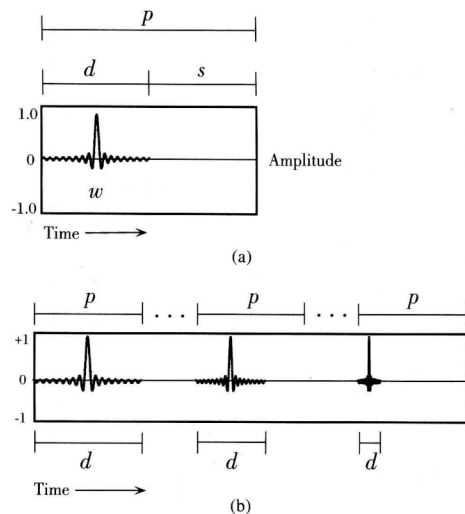 p
d s
1.0
0 Amplitude
w
-1.0
Time
(a)
p . . . p . . . p
+1
0
-1
d d d
Time
(b)